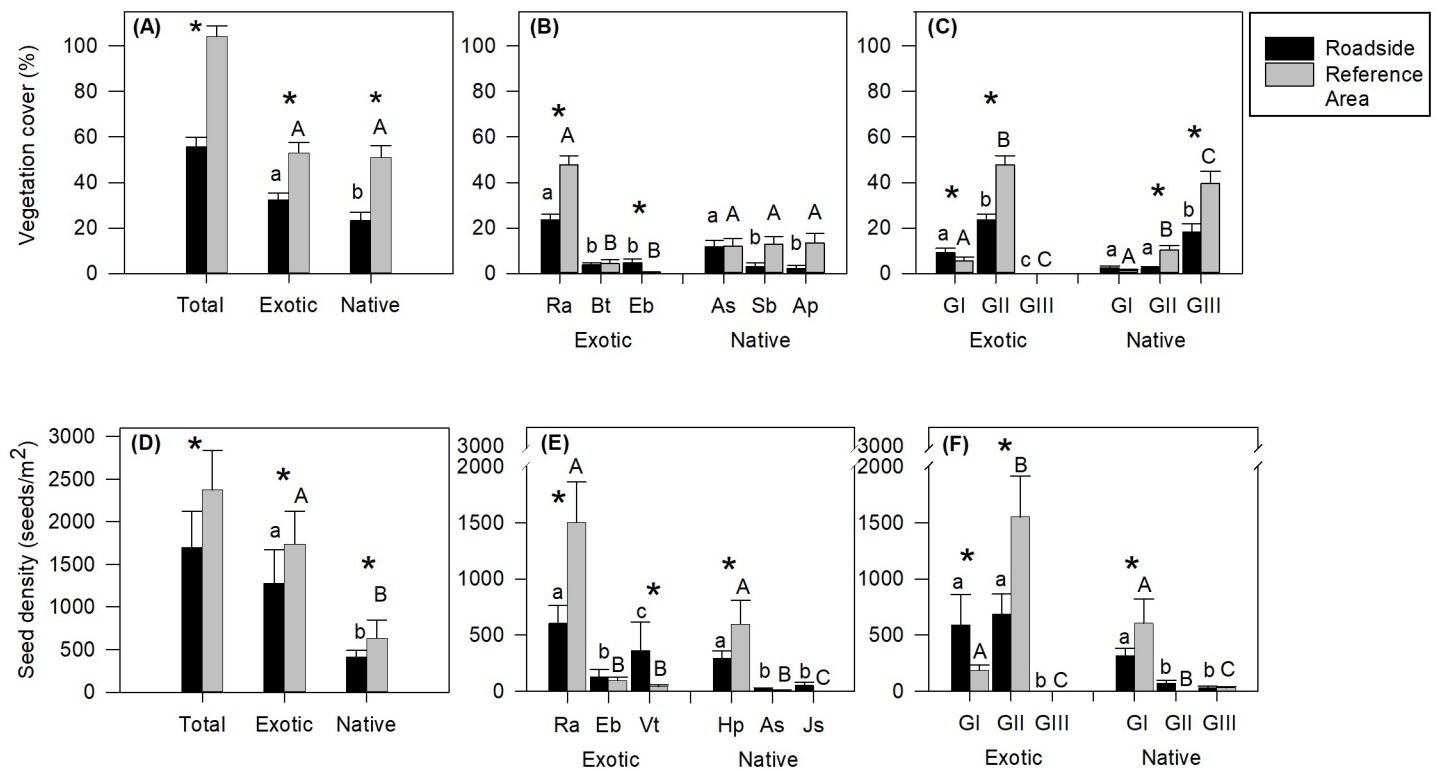 (A)
(B)
(C)
Roadside
Reference
Area
Vegetation cover (%)
100
80
60
40
20
0
* * *
a A b A
Total Exotic Native
100
80
60
40
20
0
* *
a A b B b B a A b A b A
Ra Bt Eb As Sb Ap
Exotic Native
100
80
60
40
20
0
* * * *
a A b B c C a A a B b C
GI GII GIII GI GII GIII
Exotic Native
(D)
(E)
(F)
Seed density (seeds/m2)
3000
2500
2000
1500
1000
500
0
* * *
a A b B
Total Exotic Native
3000
2000
1500
1000
500
0
* * *
a A b B c B a A b B b C
Ra Eb Vt Hp As Js
Exotic Native
3000
2000
1500
1000
500
0
* * *
a A a B b C a A b B b C
GI GII GIII GI GII GIII
Exotic Native